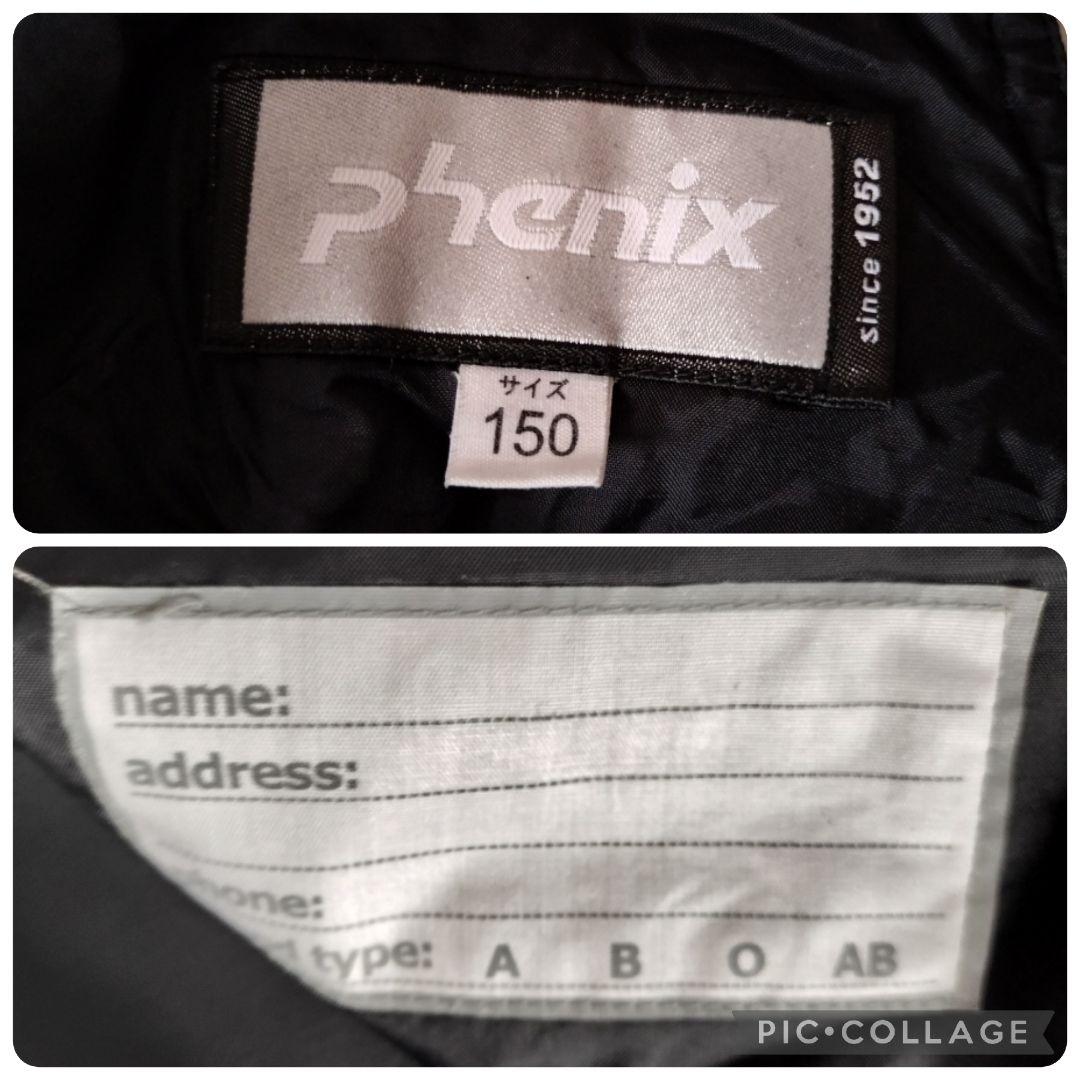 phenix
since 1952
サイズ
150
name:
address:
type: A B O AB
PIC•COLLAGE